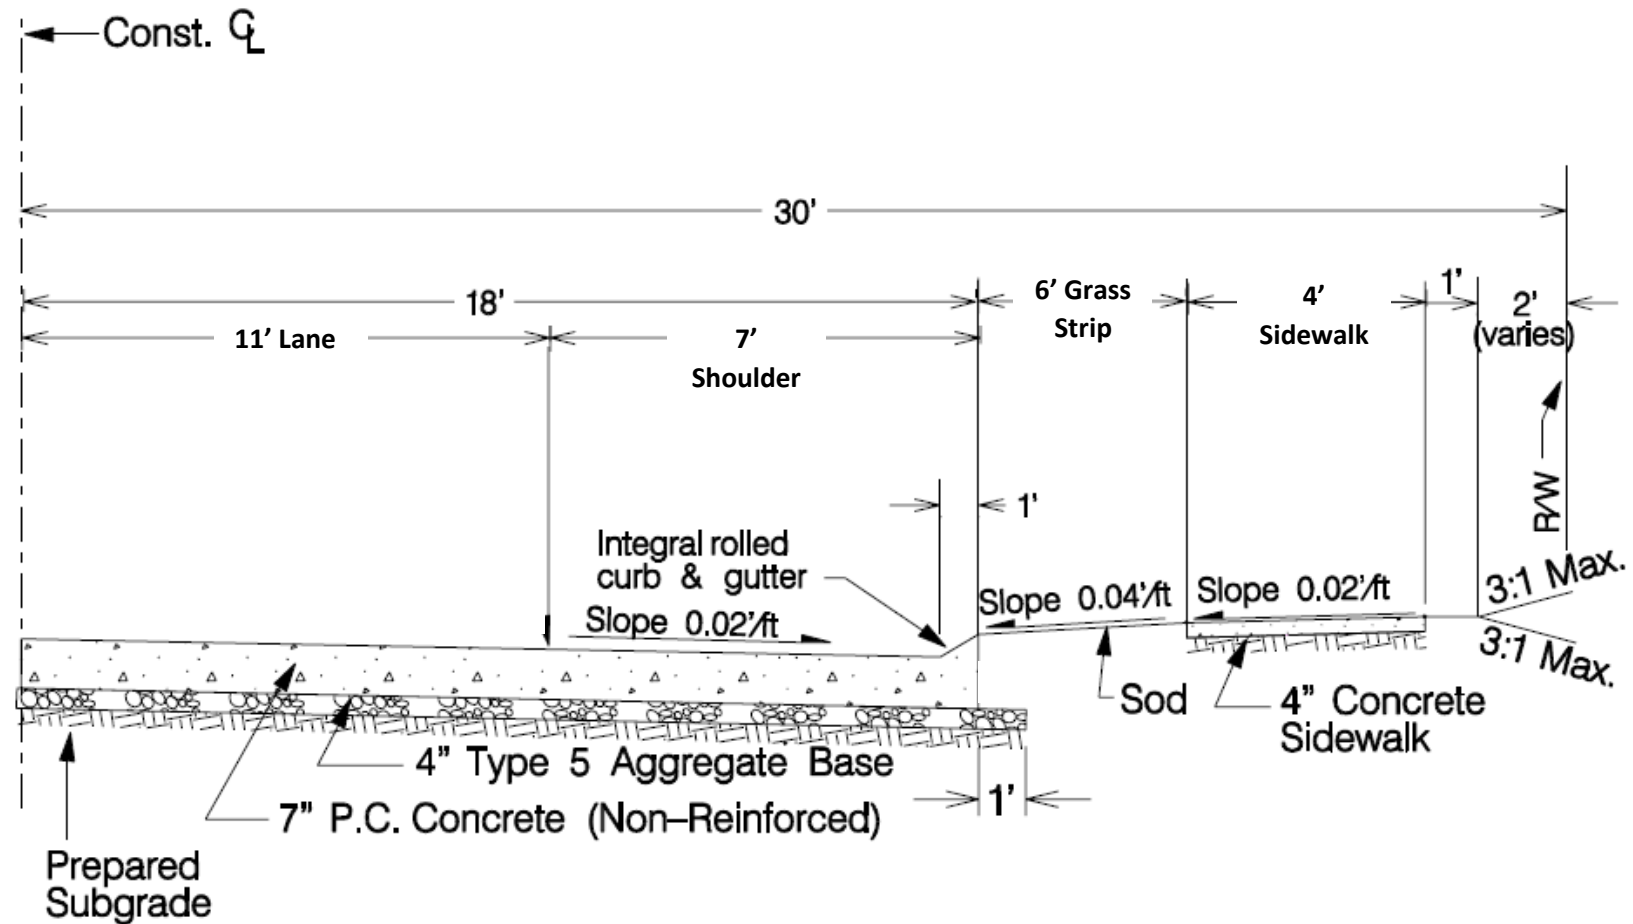 Const. ℄
30’
18’
6’ Grass
Strip
4’
Sidewalk
1’
2’
(varies)
11’ Lane
7’
Shoulder
R/W
1’
Integral rolled
curb & gutter
Slope 0.02’/ft
Slope 0.04’/ft
Slope 0.02’/ft
3:1 Max.
3:1 Max.
Sod
4” Concrete
Sidewalk
4” Type 5 Aggregate Base
1’
7” P.C. Concrete (Non–Reinforced)
Prepared
Subgrade